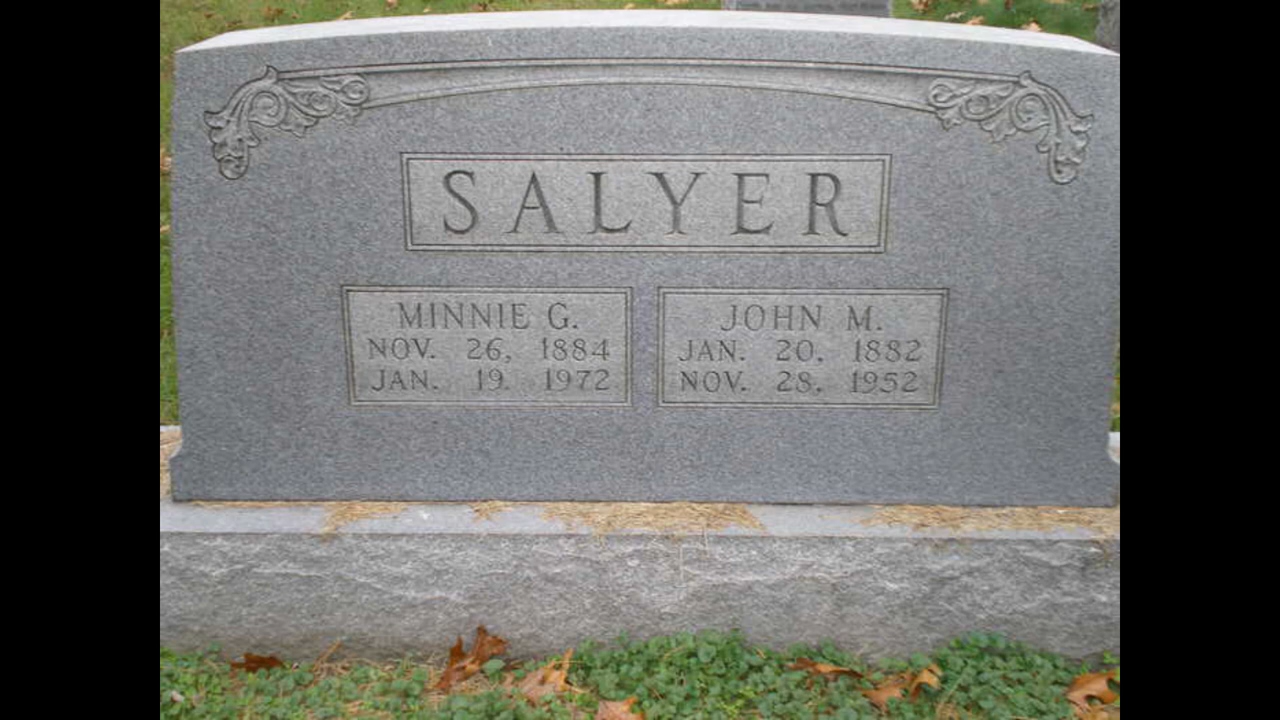 SALYER
MINNIE G.
NOV. 26, 1884
JAN. 19 1972
JOHN M.
JAN. 20, 1882
NOV. 28, 1952